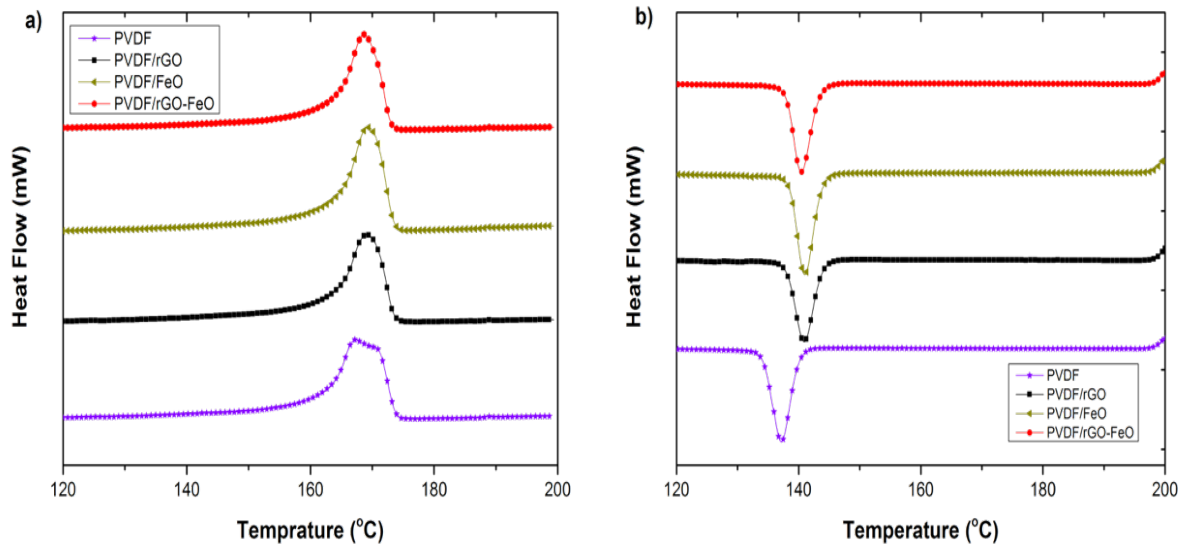 a)
PVDF
PVDF/rGO
PVDF/FeO
PVDF/rGO-FeO
Heat Flow (mW)
120 140 160 180 200
Temprature (°C)
b)
Heat Flow (mW)
PVDF
PVDF/rGO
PVDF/FeO
PVDF/rGO-FeO
120 140 160 180 200
Temperature (°C)